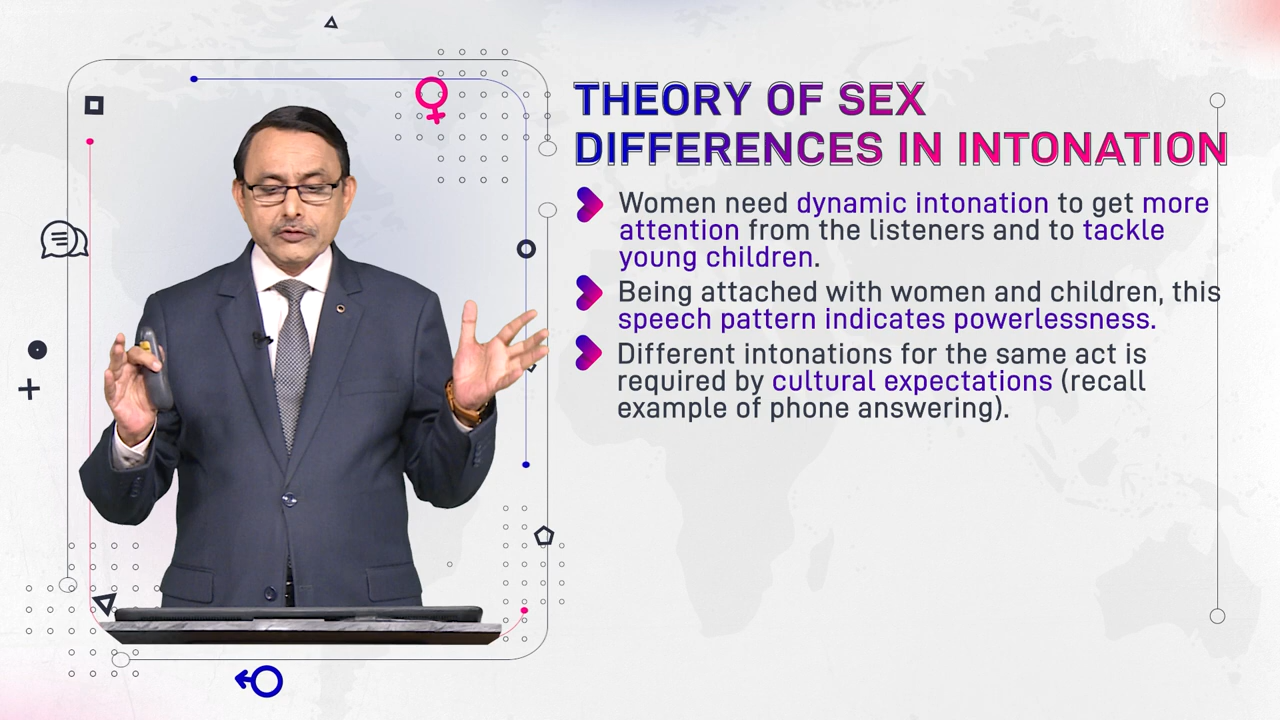 THEORY OF SEX
DIFFERENCES IN INTONATION
Women need dynamic intonation to get more
attention from the listeners and to tackle
young children.
Being attached with women and children, this
speech pattern indicates powerlessness.
Different intonations for the same act is
required by cultural expectations (recall
example of phone answering).